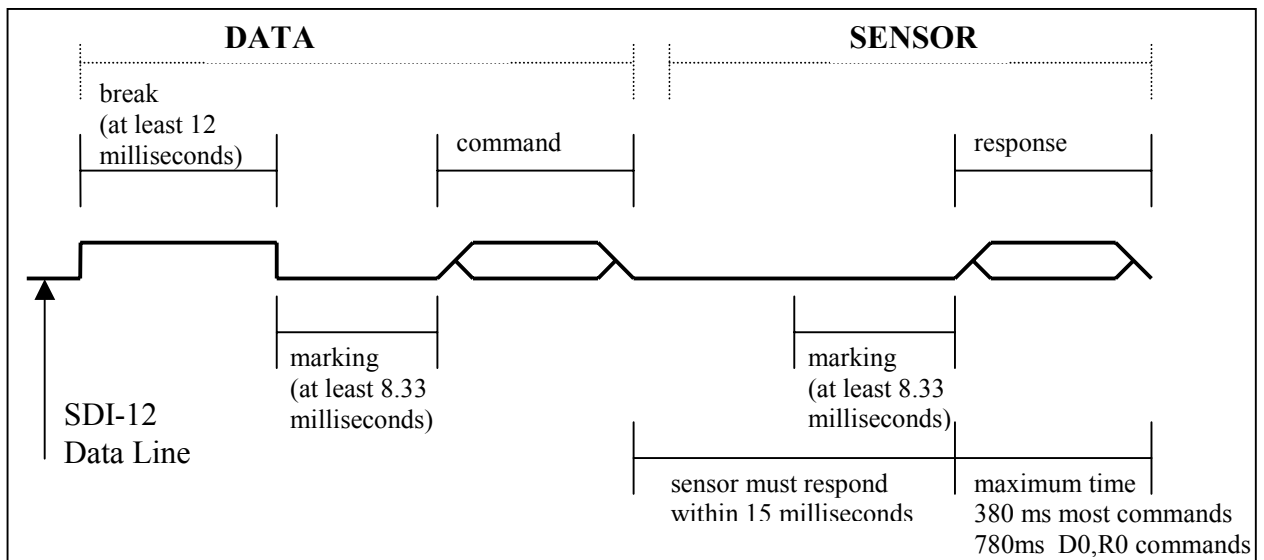 DATA
SENSOR
break
(at least 12
milliseconds)
command
response
marking
(at least 8.33
milliseconds)
marking
(at least 8.33
milliseconds)
SDI-12
Data Line
sensor must respond
within 15 milliseconds
maximum time
380 ms most commands
780ms D0,R0 commands